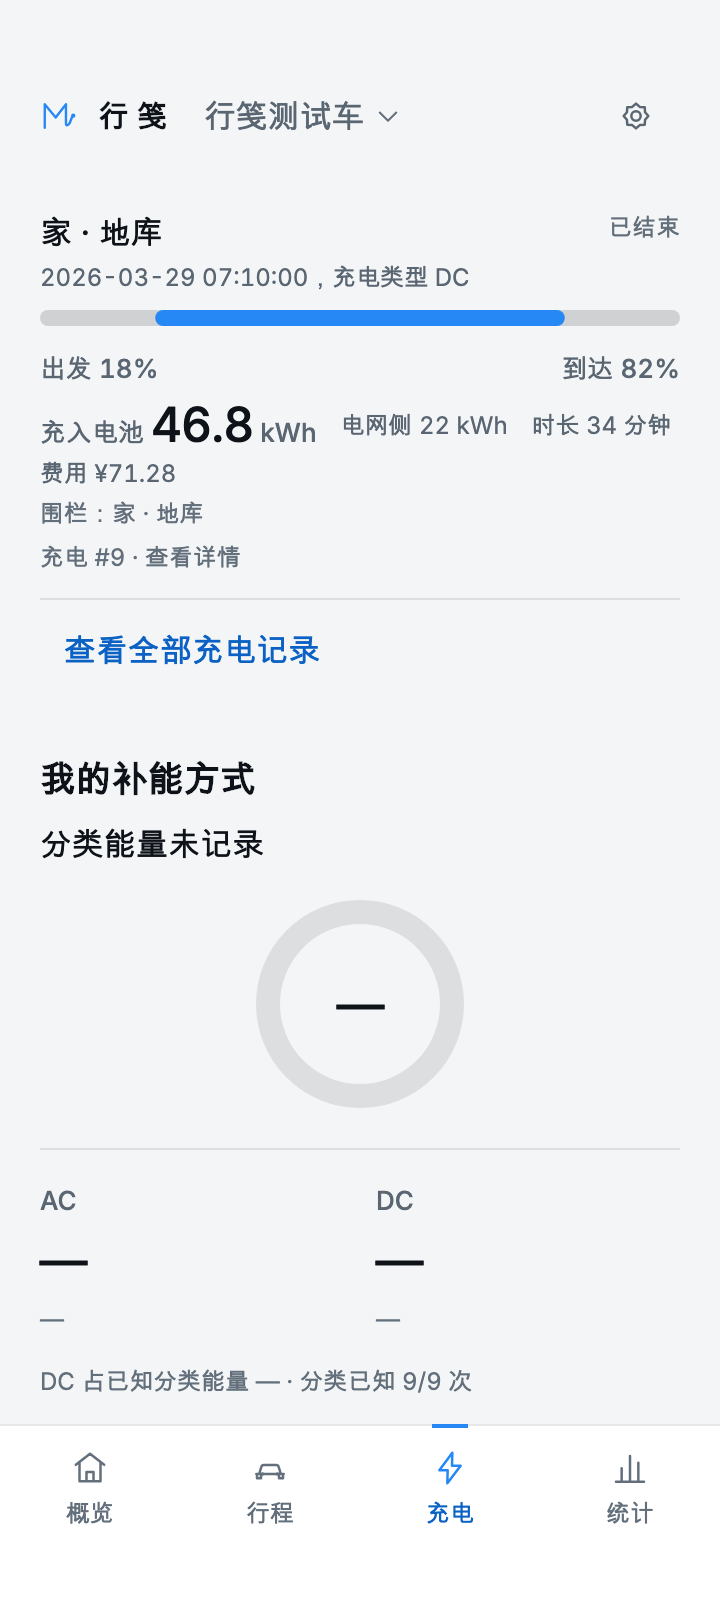 行笺 行笺测试车
家 · 地库 已结束
2026-03-29 07:10:00，充电类型 DC
出发 18% 到达 82%
充入电池 46.8 kWh 电网侧 22 kWh 时长 34 分钟
费用 ¥71.28
围栏：家 · 地库
充电 #9 · 查看详情
查看全部充电记录
我的补能方式
分类能量未记录
—
AC DC
— —
— —
DC 占已知分类能量 — · 分类已知 9/9 次
概览 行程 充电 统计